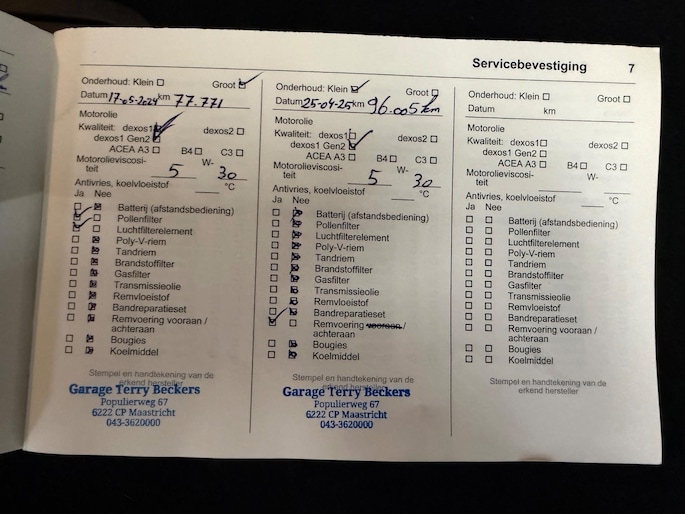 Servicebevestiging 7
Onderhoud: Klein Groot
Datum 17-05-2024 km 77.771
Motorolie
Kwaliteit: dexos1 dexos2
dexos1 Gen2
ACEA A3 B4 C3
Motorolieviscosi-
teit 5 W- 30
Antivries, koelvloeistof °C
Ja Nee
Batterij (afstandsbediening)
Pollenfilter
Luchtfilterelement
Poly-V-riem
Tandriem
Brandstoffilter
Gasfilter
Transmissieolie
Remvloeistof
Bandreparatieset
Remvoering vooraan /
achteraan
Bougies
Koelmiddel
Stempel en handtekening van de
erkend hersteller
Garage Terry Beckers
Populierweg 67
6222 CP Maastricht
043-3620000
Onderhoud: Klein Groot
Datum 25-04-25 km 96.005 km
Motorolie
Kwaliteit: dexos1 dexos2
dexos1 Gen2
ACEA A3 B4 C3
Motorolieviscosi-
teit 5 W- 30
Antivries, koelvloeistof °C
Ja Nee
Batterij (afstandsbediening)
Pollenfilter
Luchtfilterelement
Poly-V-riem
Tandriem
Brandstoffilter
Gasfilter
Transmissieolie
Remvloeistof
Bandreparatieset
Remvoering vooraan /
achteraan
Bougies
Koelmiddel
Stempel en handtekening van de
erkend hersteller
Garage Terry Beckers
Populierweg 67
6222 CP Maastricht
043-3620000
Onderhoud: Klein Groot
Datum km
Motorolie
Kwaliteit: dexos1 dexos2
dexos1 Gen2
ACEA A3 B4 C3
Motorolieviscosi-
teit W-
Antivries, koelvloeistof °C
Ja Nee
Batterij (afstandsbediening)
Pollenfilter
Luchtfilterelement
Poly-V-riem
Tandriem
Brandstoffilter
Gasfilter
Transmissieolie
Remvloeistof
Bandreparatieset
Remvoering vooraan /
achteraan
Bougies
Koelmiddel
Stempel en handtekening van de
erkend hersteller